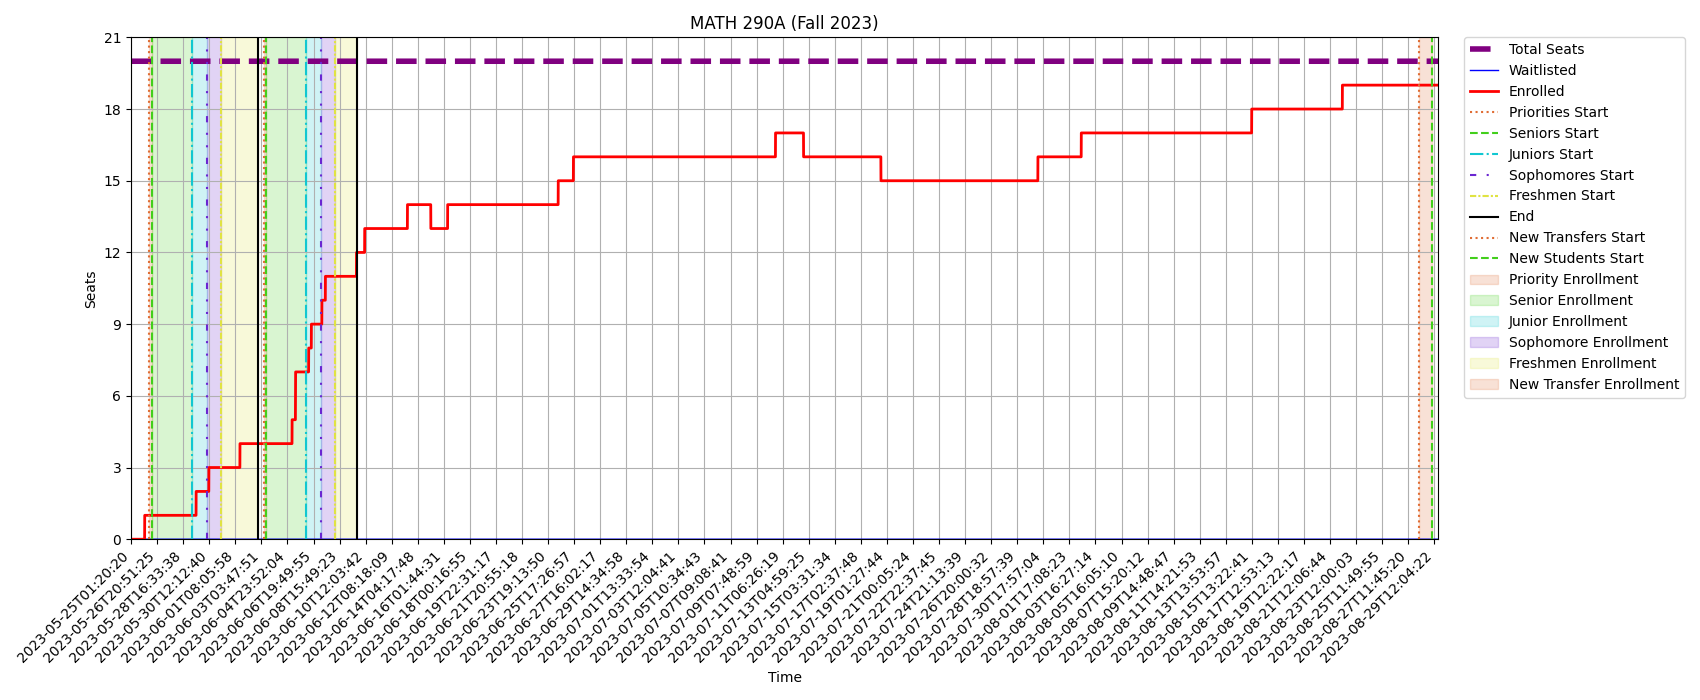 MATH 290A (Fall 2023)
21
18
15
12
9
6
3
0
Seats
2023-05-25T01:20:20
2023-05-26T20:51:25
2023-05-28T16:33:38
2023-05-30T12:12:40
2023-06-01T08:05:58
2023-06-03T03:47:51
2023-06-04T23:52:04
2023-06-06T19:49:55
2023-06-08T15:49:23
2023-06-10T12:03:42
2023-06-12T08:18:09
2023-06-14T04:17:48
2023-06-16T01:44:31
2023-06-18T00:16:55
2023-06-19T22:31:17
2023-06-21T20:55:18
2023-06-23T19:13:50
2023-06-25T17:26:57
2023-06-27T16:02:17
2023-06-29T14:34:58
2023-07-01T13:33:54
2023-07-03T12:04:41
2023-07-05T10:34:43
2023-07-07T09:08:41
2023-07-09T07:48:59
2023-07-11T06:26:19
2023-07-13T04:59:25
2023-07-15T03:31:34
2023-07-17T02:37:48
2023-07-19T01:27:44
2023-07-21T00:05:24
2023-07-22T22:37:45
2023-07-24T21:13:39
2023-07-26T20:00:32
2023-07-28T18:57:39
2023-07-30T17:57:04
2023-08-01T17:08:23
2023-08-03T16:27:14
2023-08-05T16:05:10
2023-08-07T15:20:12
2023-08-09T14:48:47
2023-08-11T14:21:53
2023-08-13T13:53:57
2023-08-15T13:22:41
2023-08-17T12:53:13
2023-08-19T12:22:17
2023-08-21T12:06:44
2023-08-23T12:00:03
2023-08-25T11:49:55
2023-08-27T11:45:20
2023-08-29T12:04:22
Time
Total Seats
Waitlisted
Enrolled
Priorities Start
Seniors Start
Juniors Start
Sophomores Start
Freshmen Start
End
New Transfers Start
New Students Start
Priority Enrollment
Senior Enrollment
Junior Enrollment
Sophomore Enrollment
Freshmen Enrollment
New Transfer Enrollment